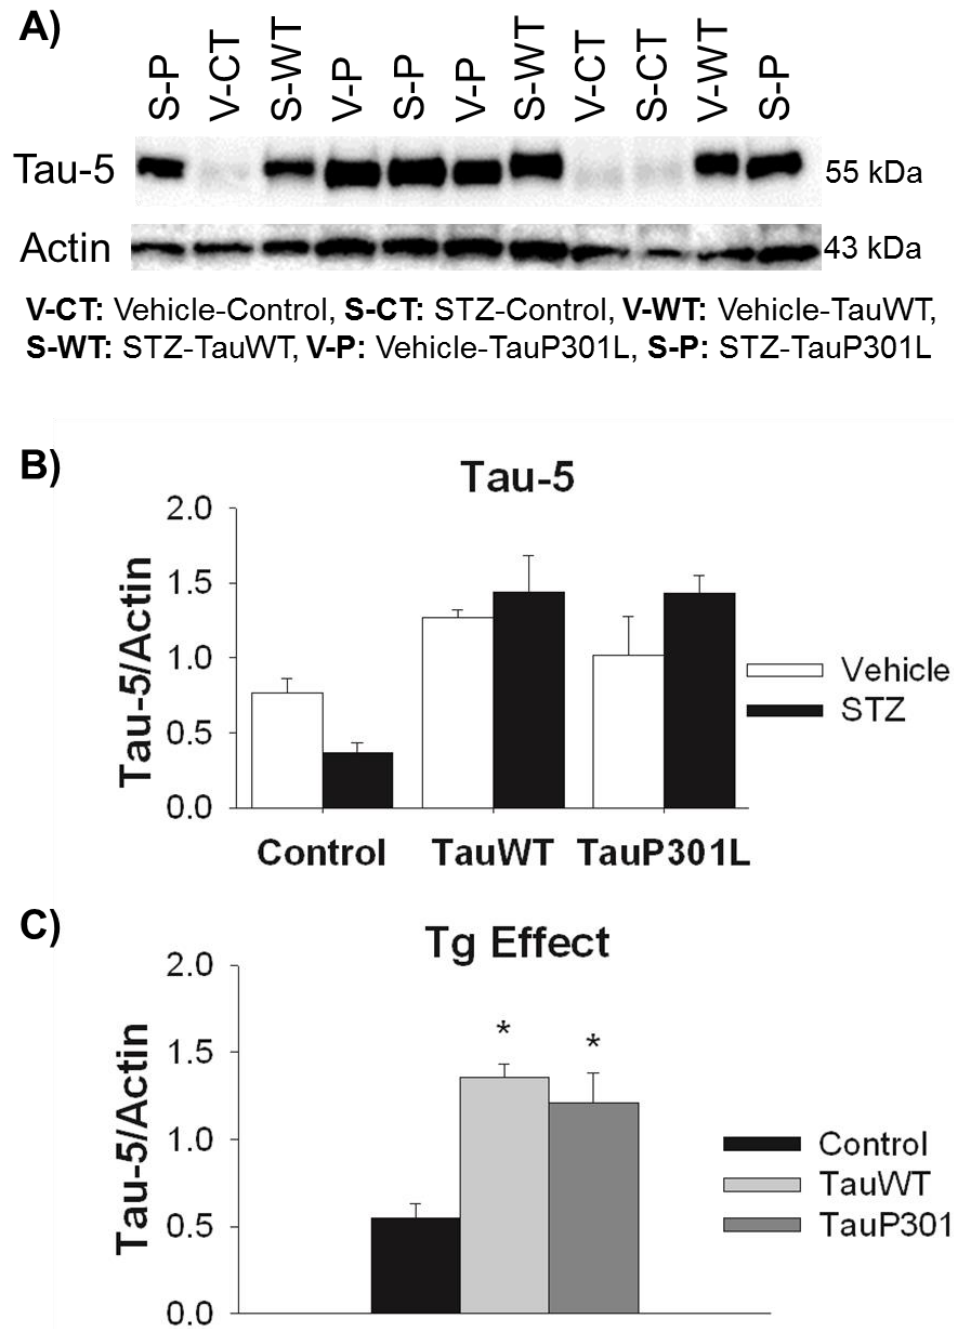 A)
S-P V-CT S-WT V-P S-P V-P S-WT V-CT S-CT V-WT S-P
Tau-5 55 kDa
Actin 43 kDa
V-CT: Vehicle-Control, S-CT: STZ-Control, V-WT: Vehicle-TauWT,
S-WT: STZ-TauWT, V-P: Vehicle-TauP301L, S-P: STZ-TauP301L
B)
Tau-5
Tau-5/Actin
2.0
1.5
1.0
0.5
0.0
Control TauWT TauP301L
Vehicle
STZ
C)
Tg Effect
Tau-5/Actin
2.0
1.5
1.0
0.5
0.0
* *
Control
TauWT
TauP301